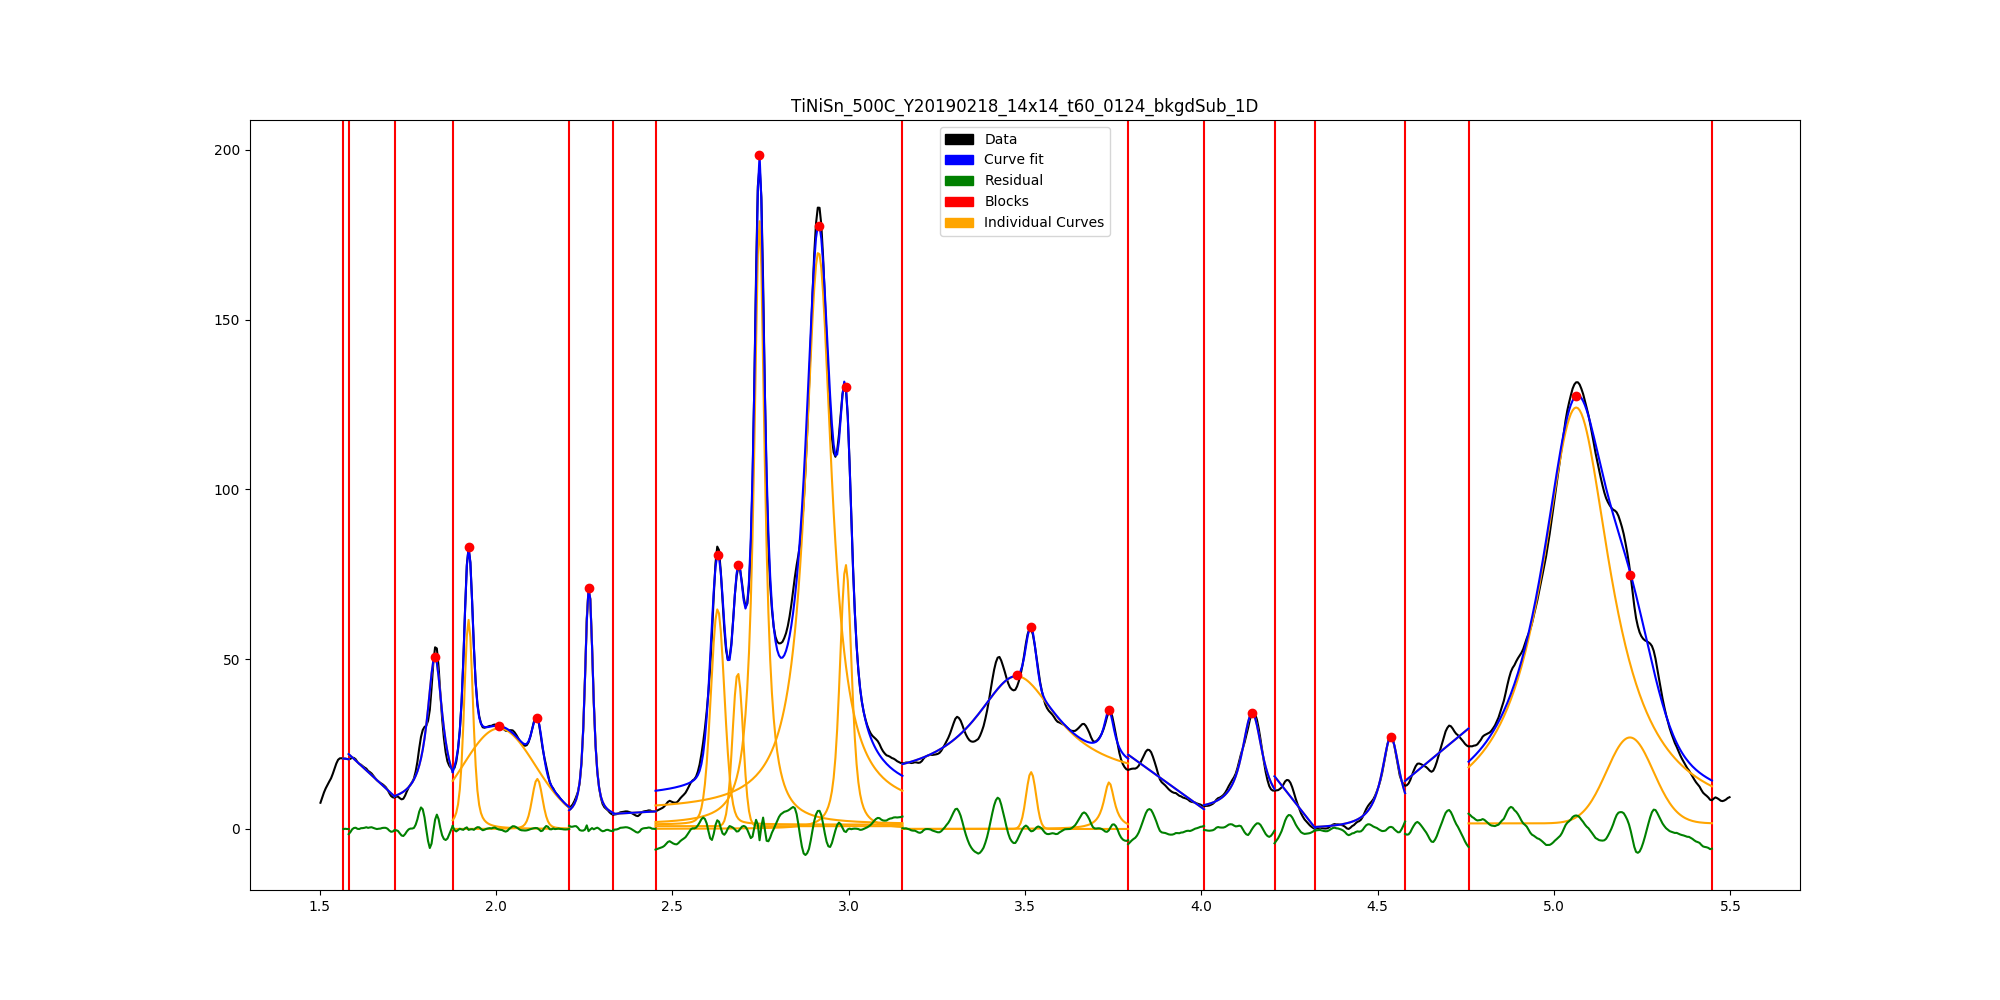 TiNiSn_500C_Y20190218_14x14_t60_0124_bkgdSub_1D
Data
Curve fit
Residual
Blocks
Individual Curves
200
150
100
50
0
1.5 2.0 2.5 3.0 3.5 4.0 4.5 5.0 5.5